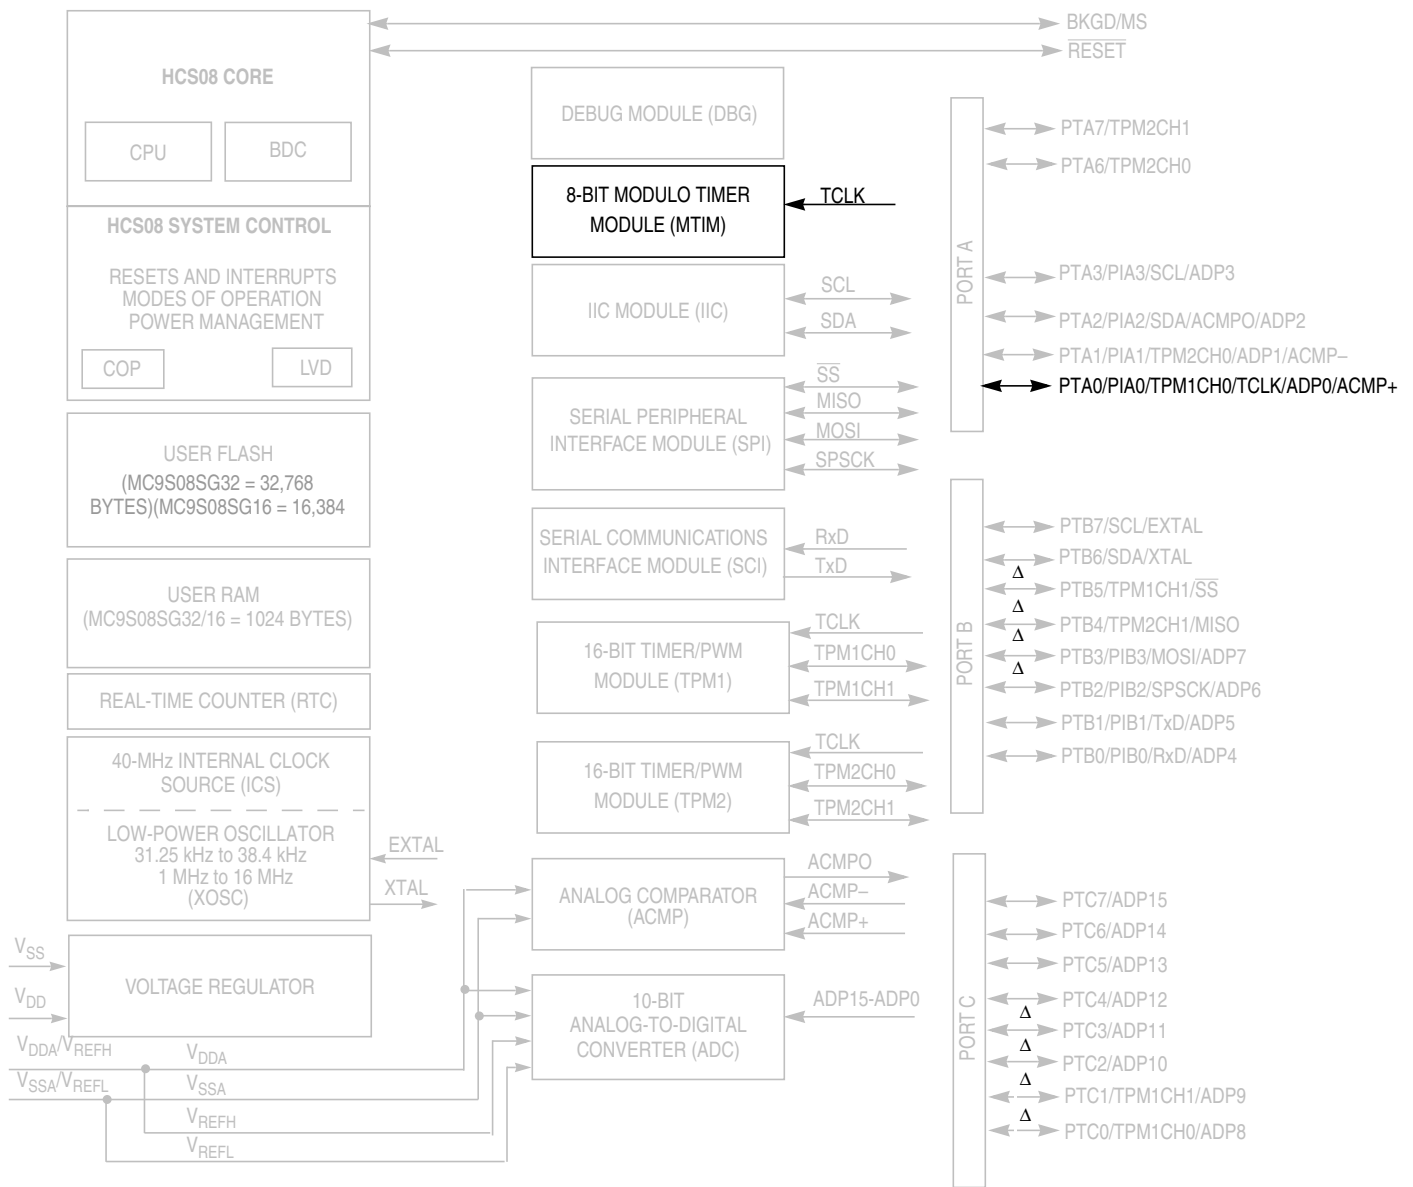 BKGD/MS
RESET
HCS08 CORE
CPU
BDC
HCS08 SYSTEM CONTROL
RESETS AND INTERRUPTS
MODES OF OPERATION
POWER MANAGEMENT
COP
LVD
USER FLASH
(MC9S08SG32 = 32,768
BYTES)(MC9S08SG16 = 16,384
USER RAM
(MC9S08SG32/16 = 1024 BYTES)
REAL-TIME COUNTER (RTC)
40-MHz INTERNAL CLOCK
SOURCE (ICS)
LOW-POWER OSCILLATOR
31.25 kHz to 38.4 kHz
1 MHz to 16 MHz
(XOSC)
EXTAL
XTAL
VSS
VDD
VOLTAGE REGULATOR
VDDA/VREFH
VSSA/VREFL
VDDA
VSSA
VREFH
VREFL
DEBUG MODULE (DBG)
8-BIT MODULO TIMER
MODULE (MTIM)
TCLK
IIC MODULE (IIC)
SCL
SDA
SERIAL PERIPHERAL
INTERFACE MODULE (SPI)
SS
MISO
MOSI
SPSCK
SERIAL COMMUNICATIONS
INTERFACE MODULE (SCI)
RxD
TxD
16-BIT TIMER/PWM
MODULE (TPM1)
TCLK
TPM1CH0
TPM1CH1
16-BIT TIMER/PWM
MODULE (TPM2)
TCLK
TPM2CH0
TPM2CH1
ANALOG COMPARATOR
(ACMP)
ACMPO
ACMP–
ACMP+
10-BIT
ANALOG-TO-DIGITAL
CONVERTER (ADC)
ADP15-ADP0
PORT A
PTA7/TPM2CH1
PTA6/TPM2CH0
PTA3/PIA3/SCL/ADP3
PTA2/PIA2/SDA/ACMPO/ADP2
PTA1/PIA1/TPM2CH0/ADP1/ACMP–
PTA0/PIA0/TPM1CH0/TCLK/ADP0/ACMP+
PORT B
PTB7/SCL/EXTAL
PTB6/SDA/XTAL
Δ
PTB5/TPM1CH1/SS
Δ
PTB4/TPM2CH1/MISO
Δ
PTB3/PIB3/MOSI/ADP7
Δ
PTB2/PIB2/SPSCK/ADP6
PTB1/PIB1/TxD/ADP5
PTB0/PIB0/RxD/ADP4
PORT C
PTC7/ADP15
PTC6/ADP14
PTC5/ADP13
PTC4/ADP12
Δ
PTC3/ADP11
Δ
PTC2/ADP10
Δ
PTC1/TPM1CH1/ADP9
Δ
PTC0/TPM1CH0/ADP8